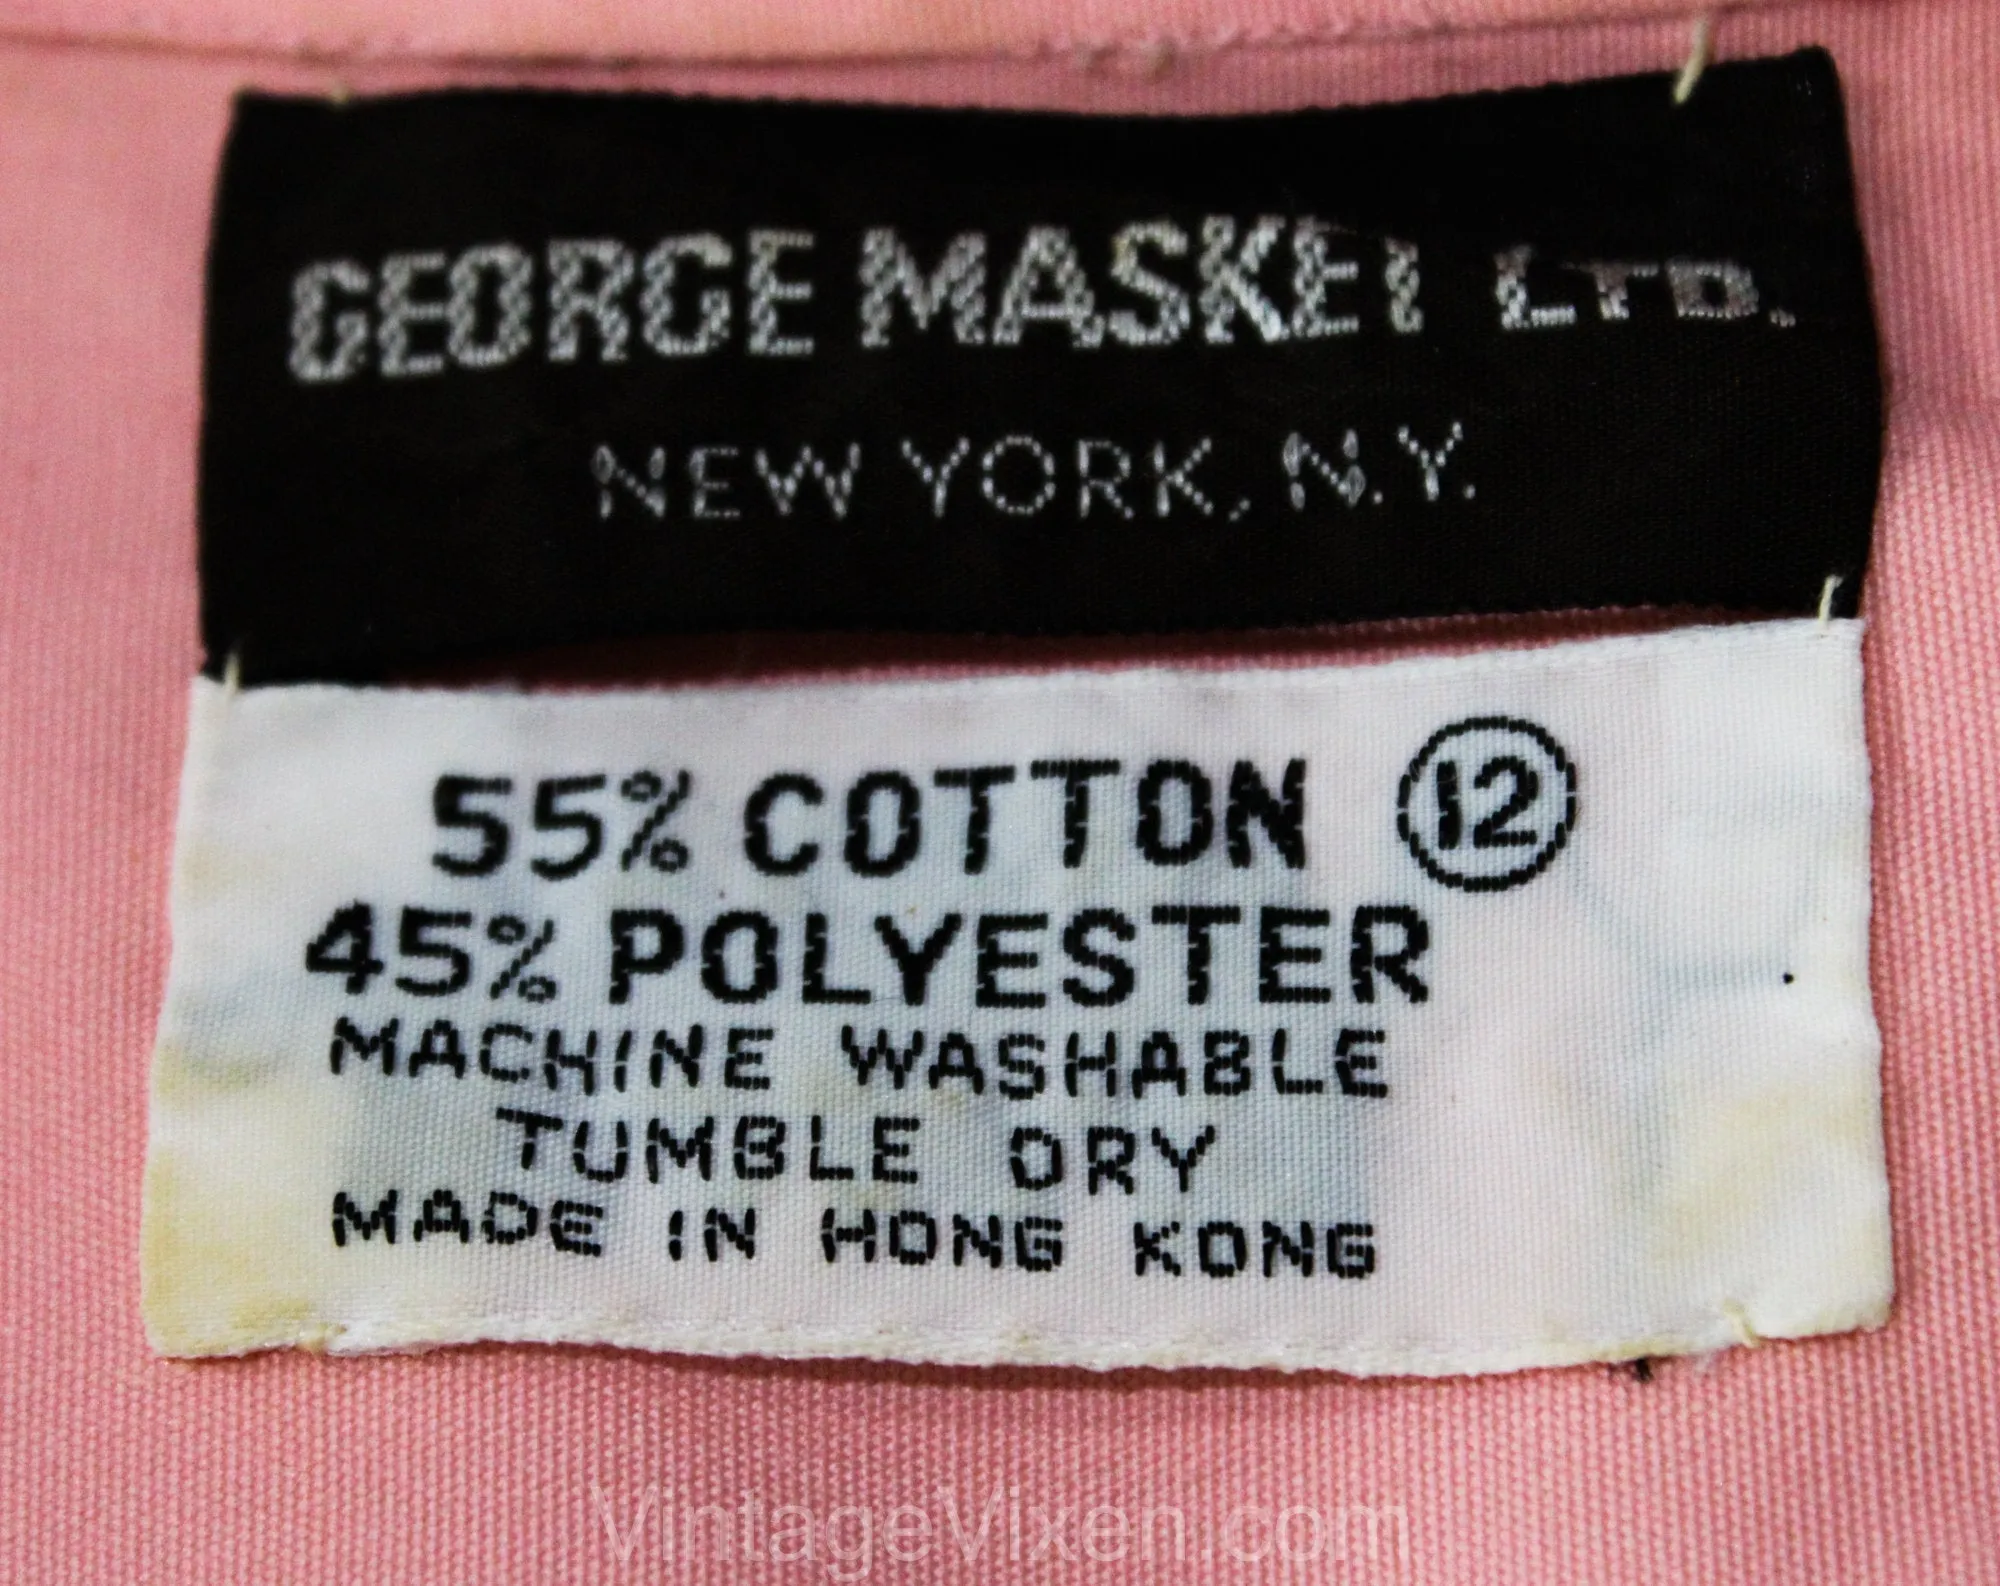 GEORGE MASKET LTD.
NEW YORK, N.Y.
55% COTTON 12
45% POLYESTER
MACHINE WASHABLE
TUMBLE DRY
MADE IN HONG KONG
VintageVixen.com